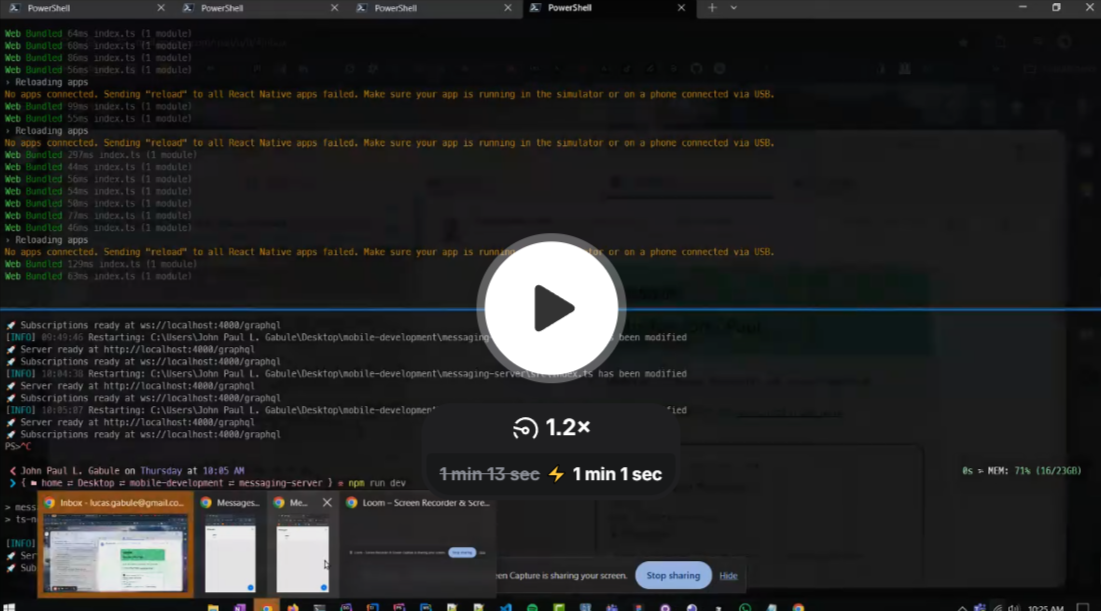 PowerShell
PowerShell
PowerShell
PowerShell
Web Bundled 64ms index.ts (1 module)
Web Bundled 60ms index.ts (1 module)
Web Bundled 86ms index.ts (1 module)
Web Bundled 56ms index.ts (1 module)
› Reloading apps
No apps connected. Sending "reload" to all React Native apps failed. Make sure your app is running in the simulator or on a phone connected via USB.
Web Bundled 99ms index.ts (1 module)
Web Bundled 55ms index.ts (1 module)
› Reloading apps
No apps connected. Sending "reload" to all React Native apps failed. Make sure your app is running in the simulator or on a phone connected via USB.
Web Bundled 297ms index.ts (1 module)
Web Bundled 44ms index.ts (1 module)
Web Bundled 56ms index.ts (1 module)
Web Bundled 54ms index.ts (1 module)
Web Bundled 50ms index.ts (1 module)
Web Bundled 77ms index.ts (1 module)
Web Bundled 46ms index.ts (1 module)
› Reloading apps
No apps connected. Sending "reload" to all React Native apps failed. Make sure your app is runnin the simulator or on a phone connected via USB.
Web Bundled 129ms index.ts (1 module)
Web Bundled 63ms index.ts (1 module)
Subscriptions ready at ws://localhost:4000/graphql
[INFO] 09:49:46 Restarting: C:\Users\John Paul L. Gabule\Desktop\mobile-development\messaging-ser been modified
Server ready at http://localhost:4000/graphql
Subscriptions ready at ws://localhost:4000/graphql
[INFO] 10:04:38 Restarting: C:\Users\John Paul L. Gabule\Desktop\mobile-development\messaging-server\src\index.ts has been modified
Server ready at http://localhost:4000/graphql
Subscriptions ready at ws://localhost:4000/graphql
[INFO] 10:05:07 Restarting: C:\Users\John Paul L. Gabule\Desktop\mobile-development
Server ready at http://localhost:4000/graphql
Subscriptions ready at ws://localhost:4000/graphql
PS>^C
1.2×
1 min 13 sec ⚡ 1 min 1 sec
John Paul L. Gabule on Thursday at 10:05 AM
0s MEM: 71% (16/23GB)
{ home ⇄ Desktop ⇄ mobile-development ⇄ messaging-server } npm run dev
Inbox - lucas.gabule@gmail.co...
Messages...
Me...
Loom – Screen Recorder & Scre...
> mess
> ts-n
[INFO]
Ser
Sub
een Capture is sharing your screen.
Stop sharing
Hide
10:25 AM